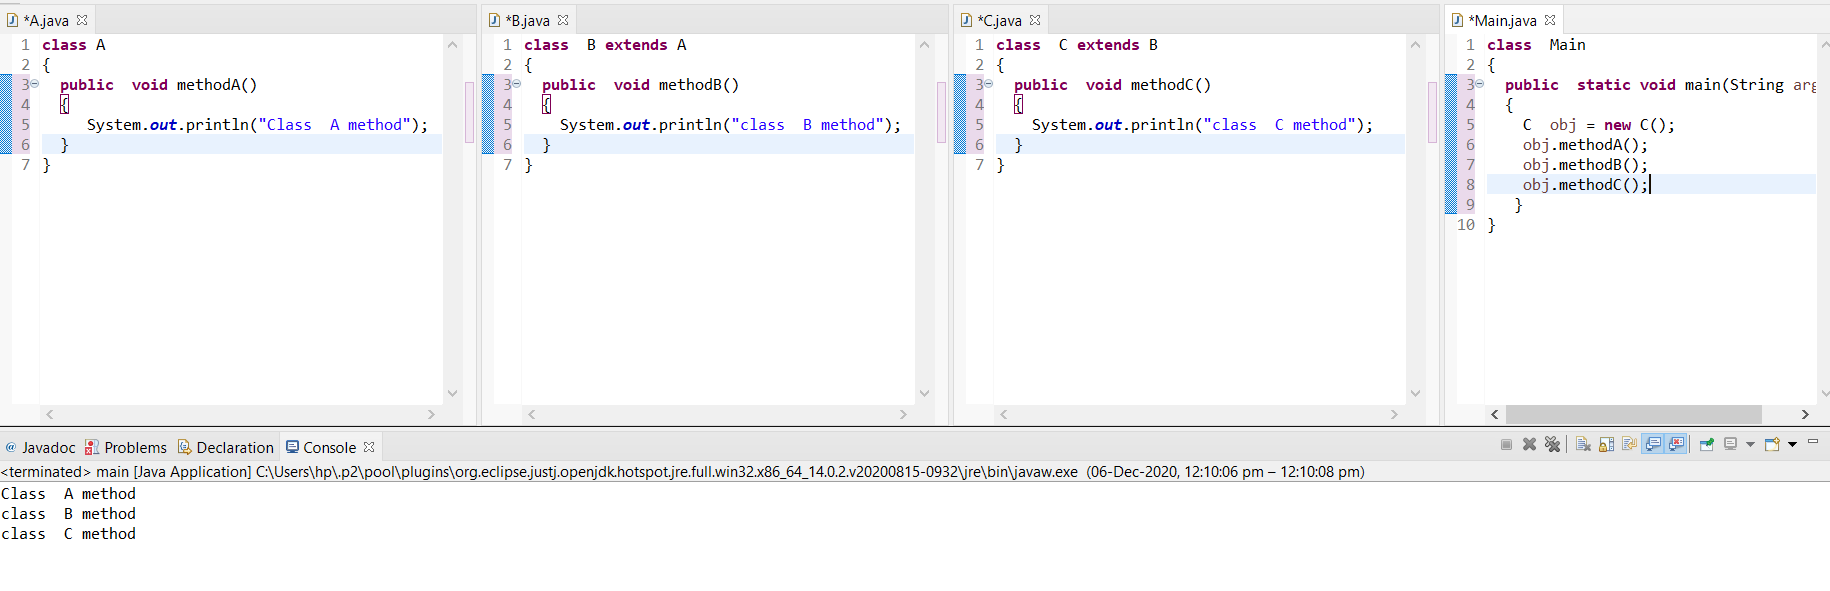 *A.java
1 class A
2 {
3 public  void methodA()
4 {
5 System.out.println("Class  A method");
6 }
7 }
*B.java
1 class  B extends A
2 {
3 public  void methodB()
4 {
5 System.out.println("class  B method");
6 }
7 }
*C.java
1 class  C extends B
2 {
3 public  void methodC()
4 {
5 System.out.println("class  C method");
6 }
7 }
*Main.java
1 class  Main
2 {
3 public  static void main(String arg
4 {
5 C  obj = new C();
6 obj.methodA();
7 obj.methodB();
8 obj.methodC();
9 }
10 }
@ Javadoc Problems Declaration Console
<terminated> main [Java Application] C:\Users\hp\.p2\pool\plugins\org.eclipse.justj.openjdk.hotspot.jre.full.win32.x86_64_14.0.2.v20200815-0932\jre\bin\javaw.exe  (06-Dec-2020, 12:10:06 pm – 12:10:08 pm)
Class  A method
class  B method
class  C method